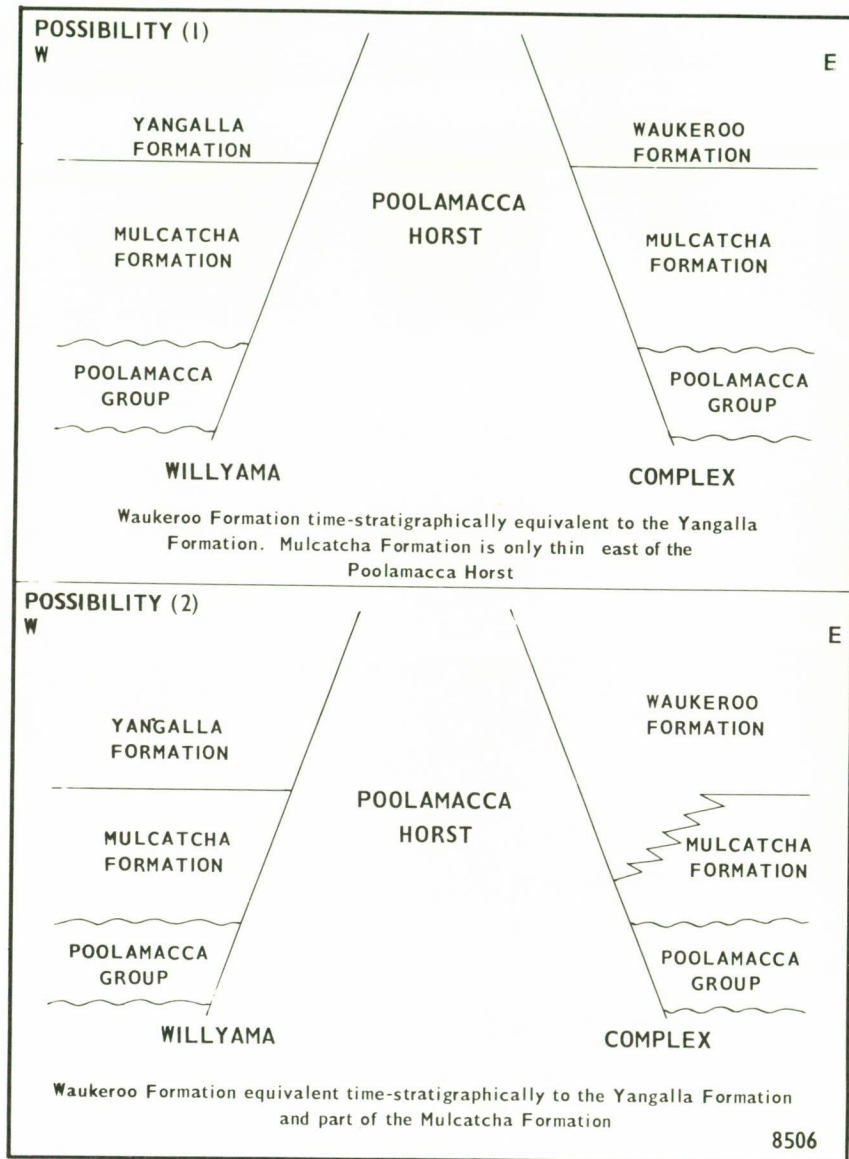 POSSIBILITY (1)
W
E
YANGALLA
FORMATION
WAUKEROO
FORMATION
POOLAMACCA
HORST
MULCATCHA
FORMATION
MULCATCHA
FORMATION
POOLAMACCA
GROUP
POOLAMACCA
GROUP
WILLYAMA
COMPLEX
Waukeroo Formation time-stratigraphically equivalent to the Yangalla
Formation. Mulcatcha Formation is only thin east of the
Poolamacca Horst
POSSIBILITY (2)
W
E
YANGALLA
FORMATION
WAUKEROO
FORMATION
POOLAMACCA
HORST
MULCATCHA
FORMATION
MULCATCHA
FORMATION
POOLAMACCA
GROUP
POOLAMACCA
GROUP
WILLYAMA
COMPLEX
Waukeroo Formation equivalent time-stratigraphically to the Yangalla Formation
and part of the Mulcatcha Formation
8506